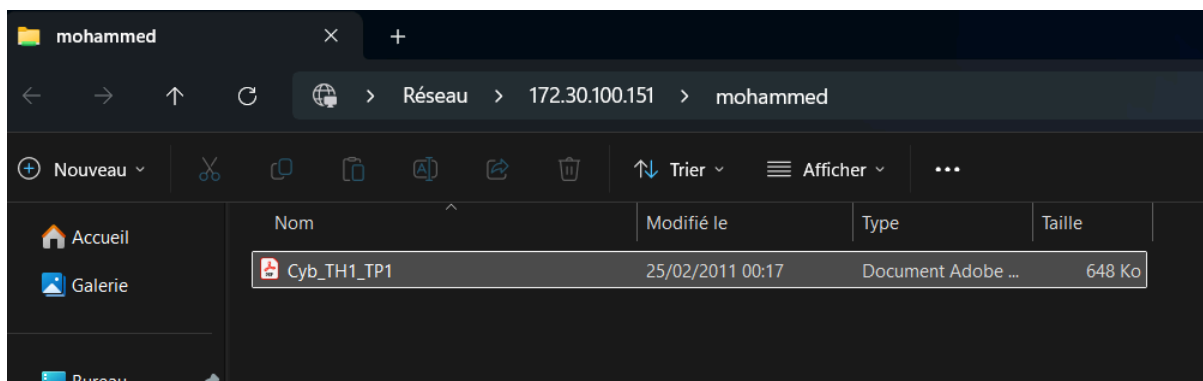 mohammed
Réseau > 172.30.100.151 > mohammed
Nouveau Trier Afficher
Nom Modifié le Type Taille
Accueil
Cyb_TH1_TP1 25/02/2011 00:17 Document Adobe ... 648 Ko
Galerie
Bureau